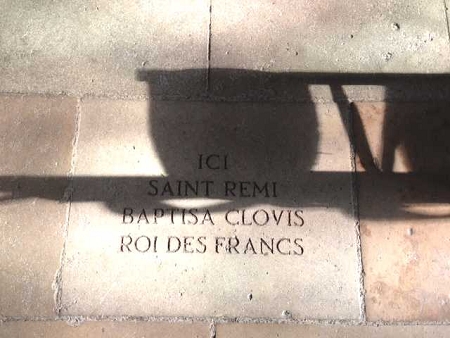 ICI
SAINT REMI
BAPTISA CLOVIS
ROI DES FRANCS